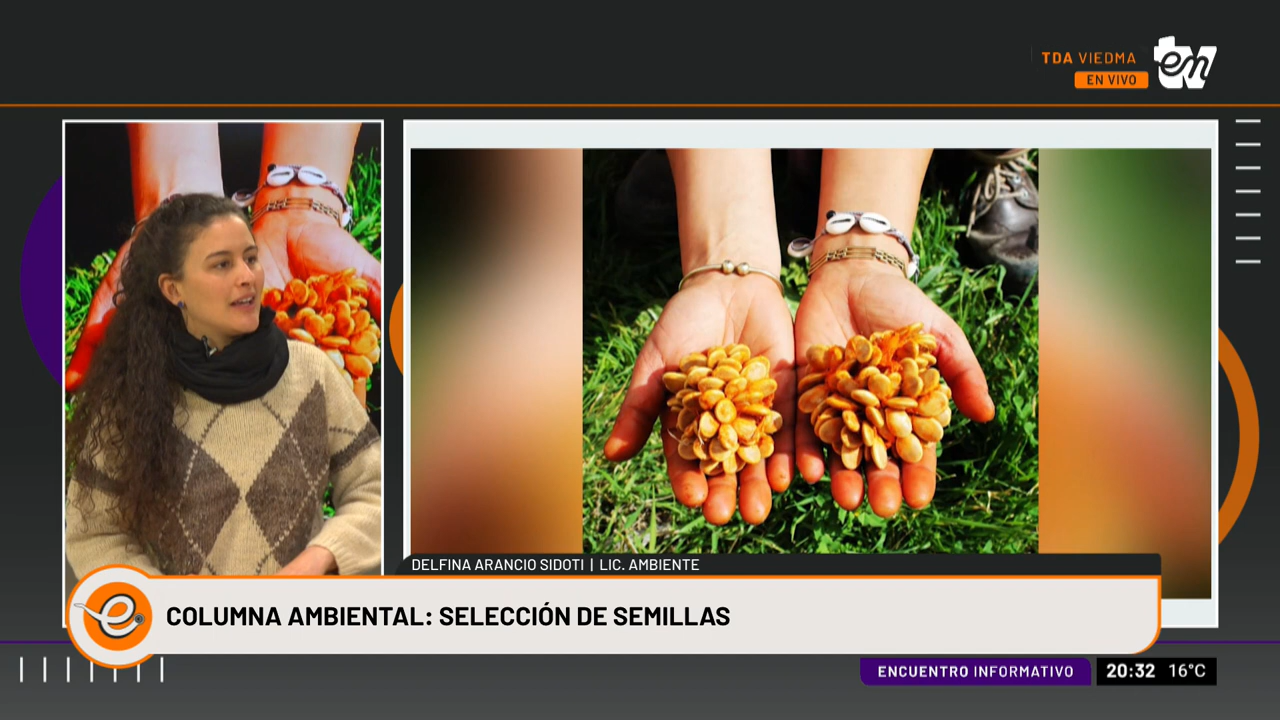 TDA VIEDMA
EN VIVO
em
DELFINA ARANCIO SIDOTI | LIC. AMBIENTE
e
COLUMNA AMBIENTAL: SELECCIÓN DE SEMILLAS
ENCUENTRO INFORMATIVO
20:32 16°C